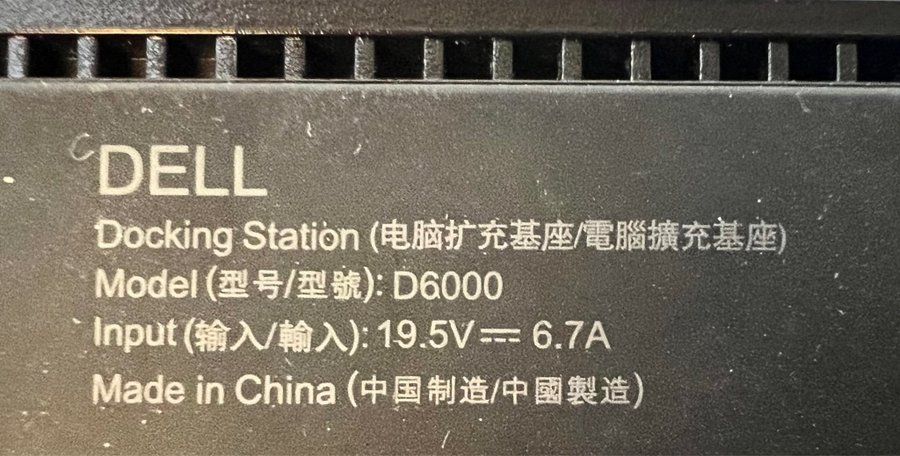 DELL
Docking Station (电脑扩充基座/電腦擴充基座)
Model (型号/型號): D6000
Input (输入/輸入): 19.5V⎓ 6.7A
Made in China (中国制造/中國製造)